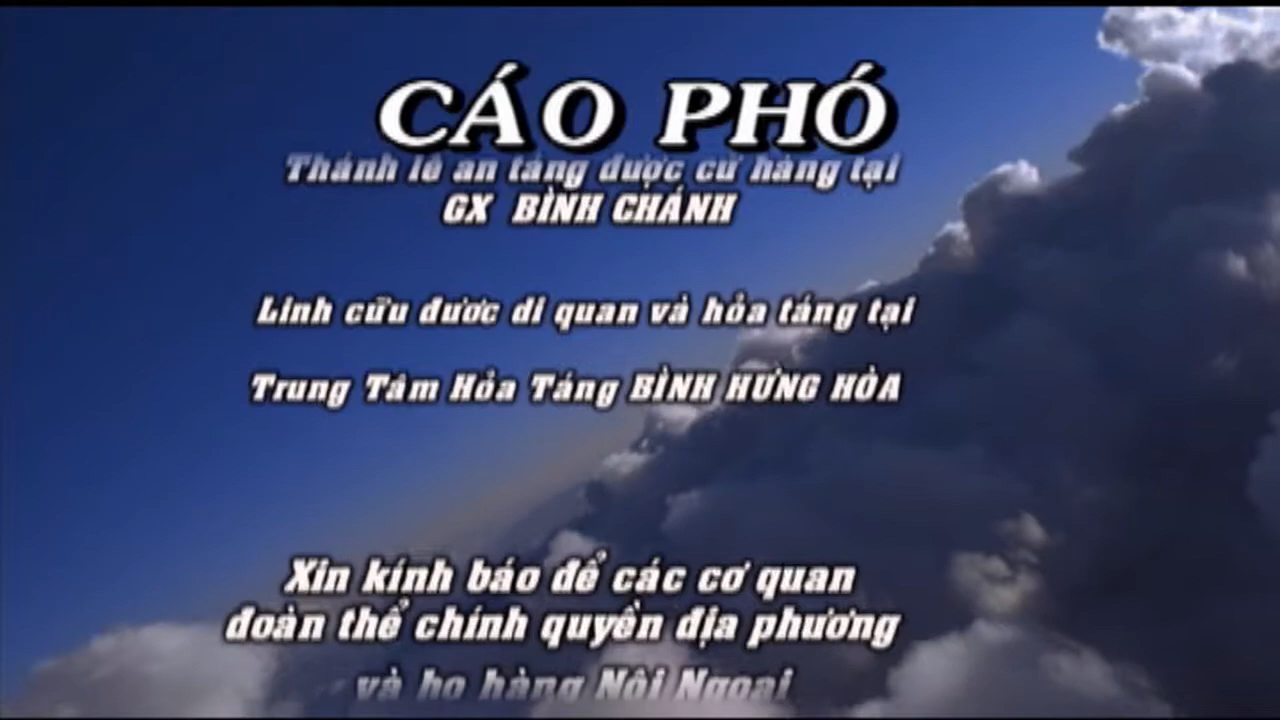 CÁO PHÓ
Thánh lễ an táng được cử hàng tại
GX BÌNH CHÁNH
Linh cữu đươc di quan và hỏa táng tại
Trung Tâm Hỏa Táng BÌNH HƯNG HÒA
Xin kính báo để các cơ quan
đoàn thể chính quyền địa phương
và họ hàng Nội Ngoại